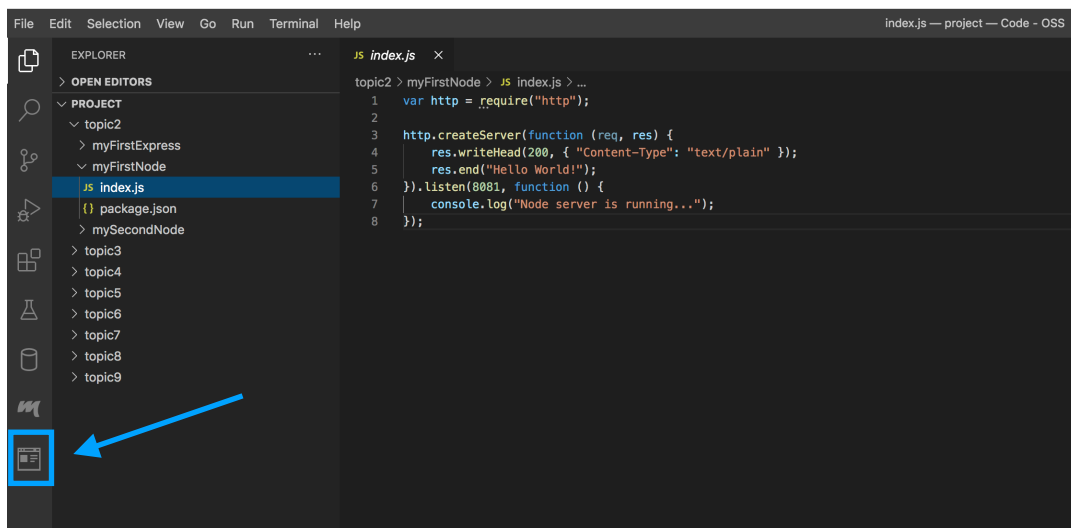 File Edit Selection View Go Run Terminal Help
index.js — project — Code - OSS
EXPLORER
OPEN EDITORS
PROJECT
topic2
myFirstExpress
myFirstNode
JS index.js
{} package.json
mySecondNode
topic3
topic4
topic5
topic6
topic7
topic8
topic9
JS index.js ×
topic2 > myFirstNode > JS index.js > ...
1 var http = require("http");
2
3 http.createServer(function (req, res) {
4 res.writeHead(200, { "Content-Type": "text/plain" });
5 res.end("Hello World!");
6 }).listen(8081, function () {
7 console.log("Node server is running...");
8 });